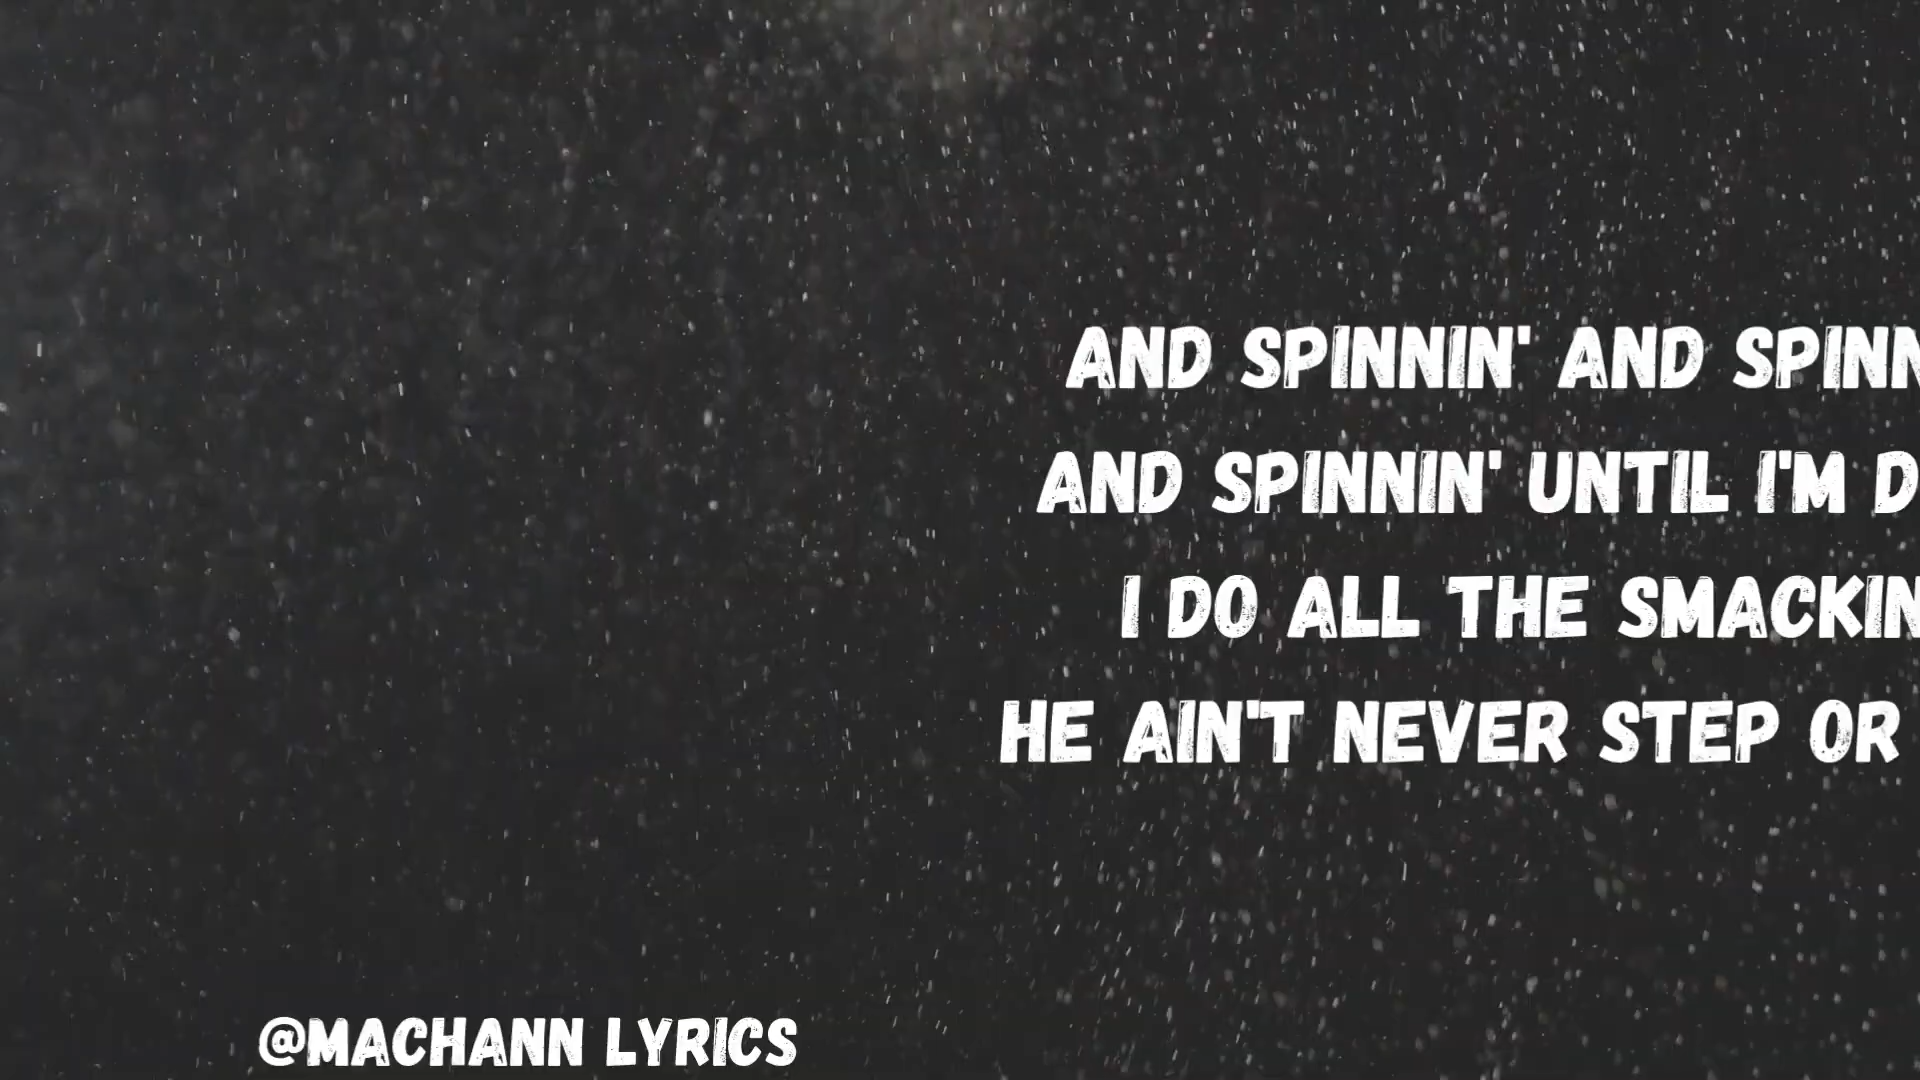 AND SPINNIN' AND SPINN
AND SPINNIN' UNTIL I'M D
I DO ALL THE SMACKIN
HE AIN'T NEVER STEP OR
@MACHANN LYRICS